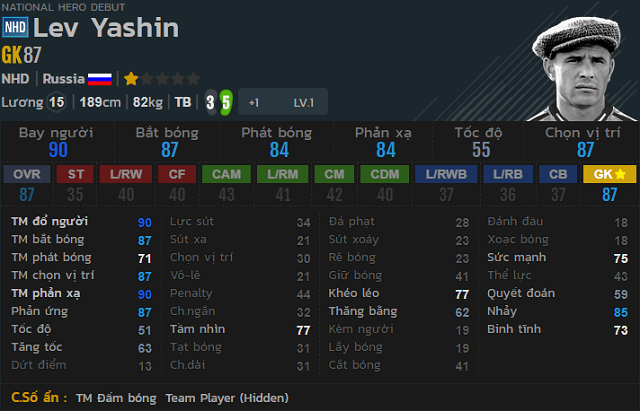 NATIONAL HERO DEBUT
NHD Lev Yashin
GK87
NHD | Russia |
Lương 15 | 189cm | 82kg | TB | 3 5 +1 LV.1
Bay người Bắt bóng Phát bóng Phản xạ Tốc độ Chọn vị trí
90 87 84 84 55 87
OVR ST L/RW CF CAM L/RM CM CDM L/RWB L/RB CB GK
87 35 40 40 43 41 42 40 37 36 37 87
TM đổ người 90 Lực sút 34 Đá phạt 28 Đánh đầu 18
TM bắt bóng 87 Sút xa 21 Sút xoáy 23 Xoạc bóng 18
TM phát bóng 71 Chọn vị trí 30 Rê bóng 23 Sức mạnh 75
TM chọn vị trí 87 Vô-lê 21 Giữ bóng 41 Thể lực 43
TM phản xạ 90 Penalty 44 Khéo léo 77 Quyết đoán 59
Phản ứng 87 Ch.ngắn 32 Thăng bằng 62 Nhảy 85
Tốc độ 51 Tầm nhìn 77 Kèm người 19 Bình tĩnh 73
Tăng tốc 63 Tạt bóng 31 Lấy bóng 19
Dứt điểm 13 Ch.dài 31 Cắt bóng 41
C.Số ẩn : TM Đấm bóng Team Player (Hidden)